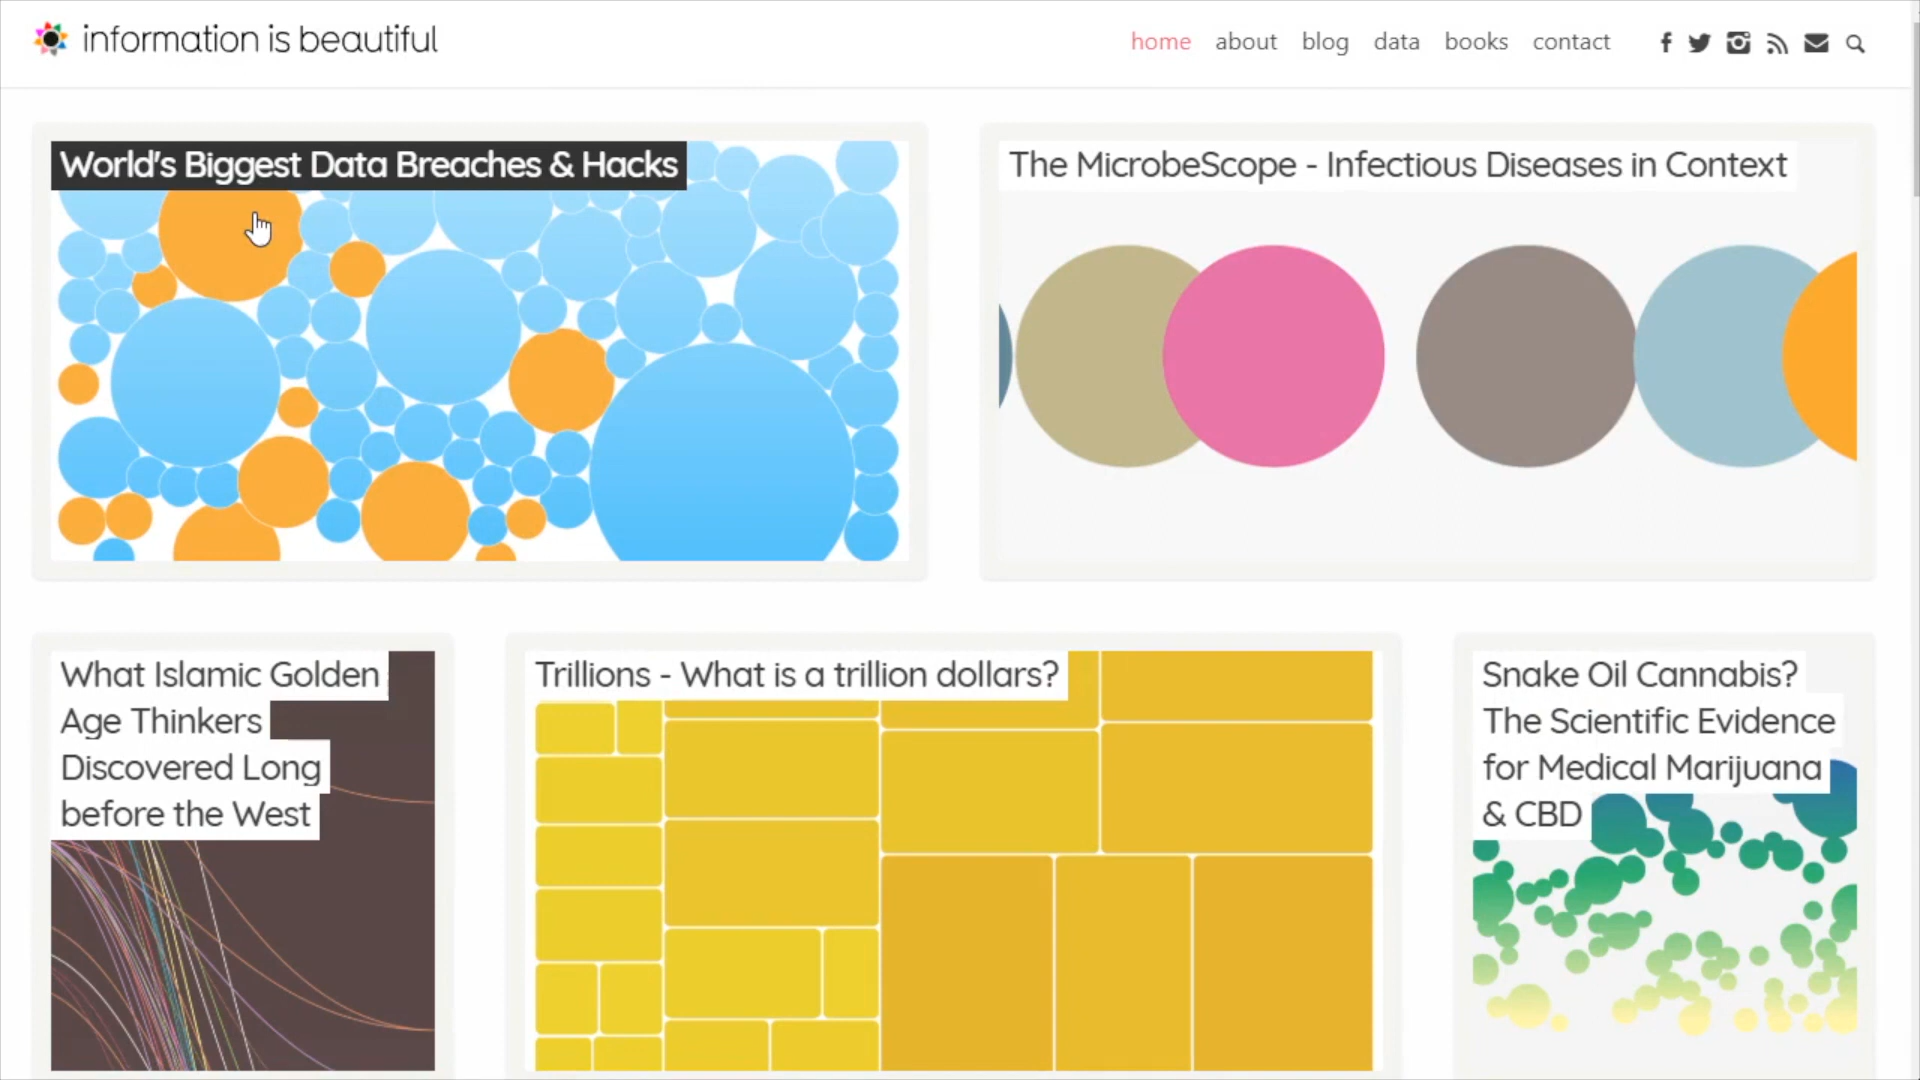 information is beautiful
home about blog data books contact
World's Biggest Data Breaches & Hacks
The MicrobeScope - Infectious Diseases in Context
What Islamic Golden
Age Thinkers
Discovered Long
before the West
Trillions - What is a trillion dollars?
Snake Oil Cannabis?
The Scientific Evidence
for Medical Marijuana
& CBD